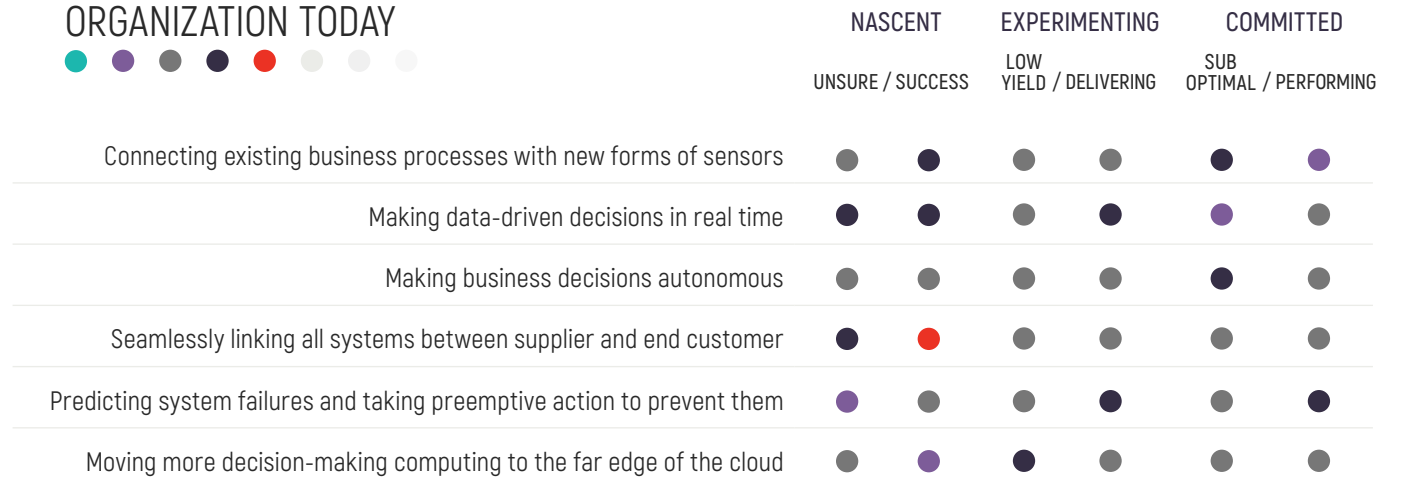 ORGANIZATION TODAY
NASCENT EXPERIMENTING COMMITTED
UNSURE / SUCCESS LOW YIELD / DELIVERING SUB OPTIMAL / PERFORMING
Connecting existing business processes with new forms of sensors
Making data-driven decisions in real time
Making business decisions autonomous
Seamlessly linking all systems between supplier and end customer
Predicting system failures and taking preemptive action to prevent them
Moving more decision-making computing to the far edge of the cloud